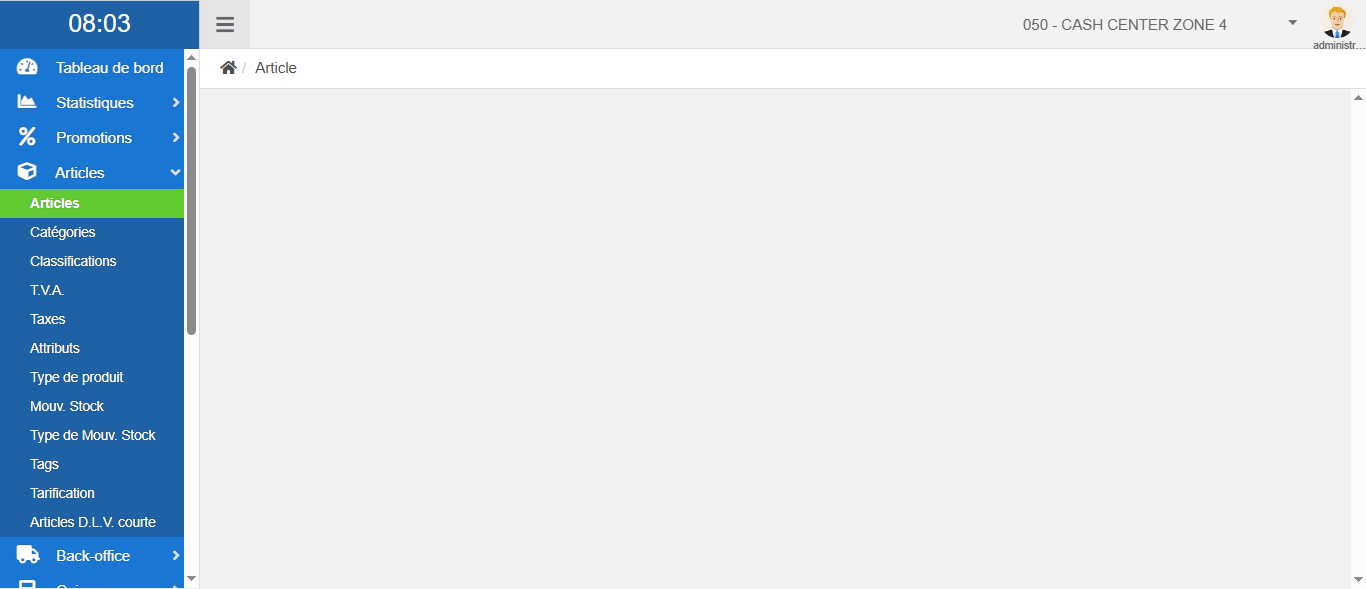 08:03
050 - CASH CENTER ZONE 4
administr...
Tableau de bord
/ Article
Statistiques
Promotions
Articles
Articles
Catégories
Classifications
T.V.A.
Taxes
Attributs
Type de produit
Mouv. Stock
Type de Mouv. Stock
Tags
Tarification
Articles D.L.V. courte
Back-office